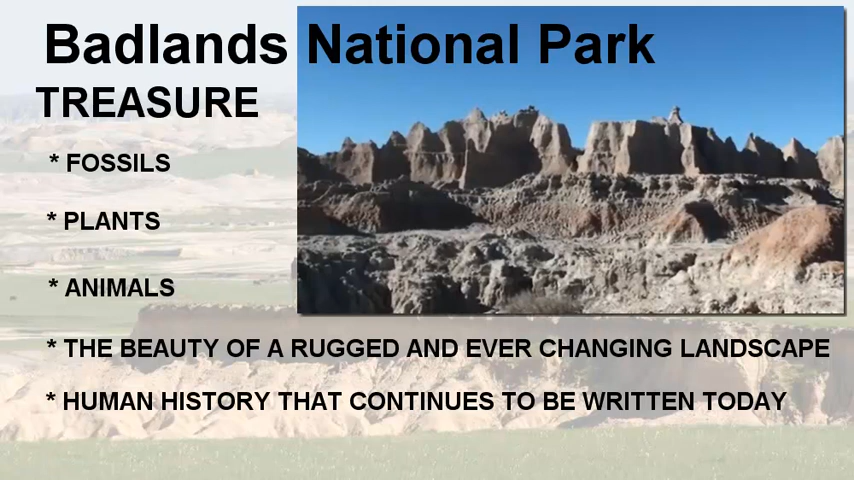 Badlands National Park
TREASURE
* FOSSILS
* PLANTS
* ANIMALS
* THE BEAUTY OF A RUGGED AND EVER CHANGING LANDSCAPE
* HUMAN HISTORY THAT CONTINUES TO BE WRITTEN TODAY